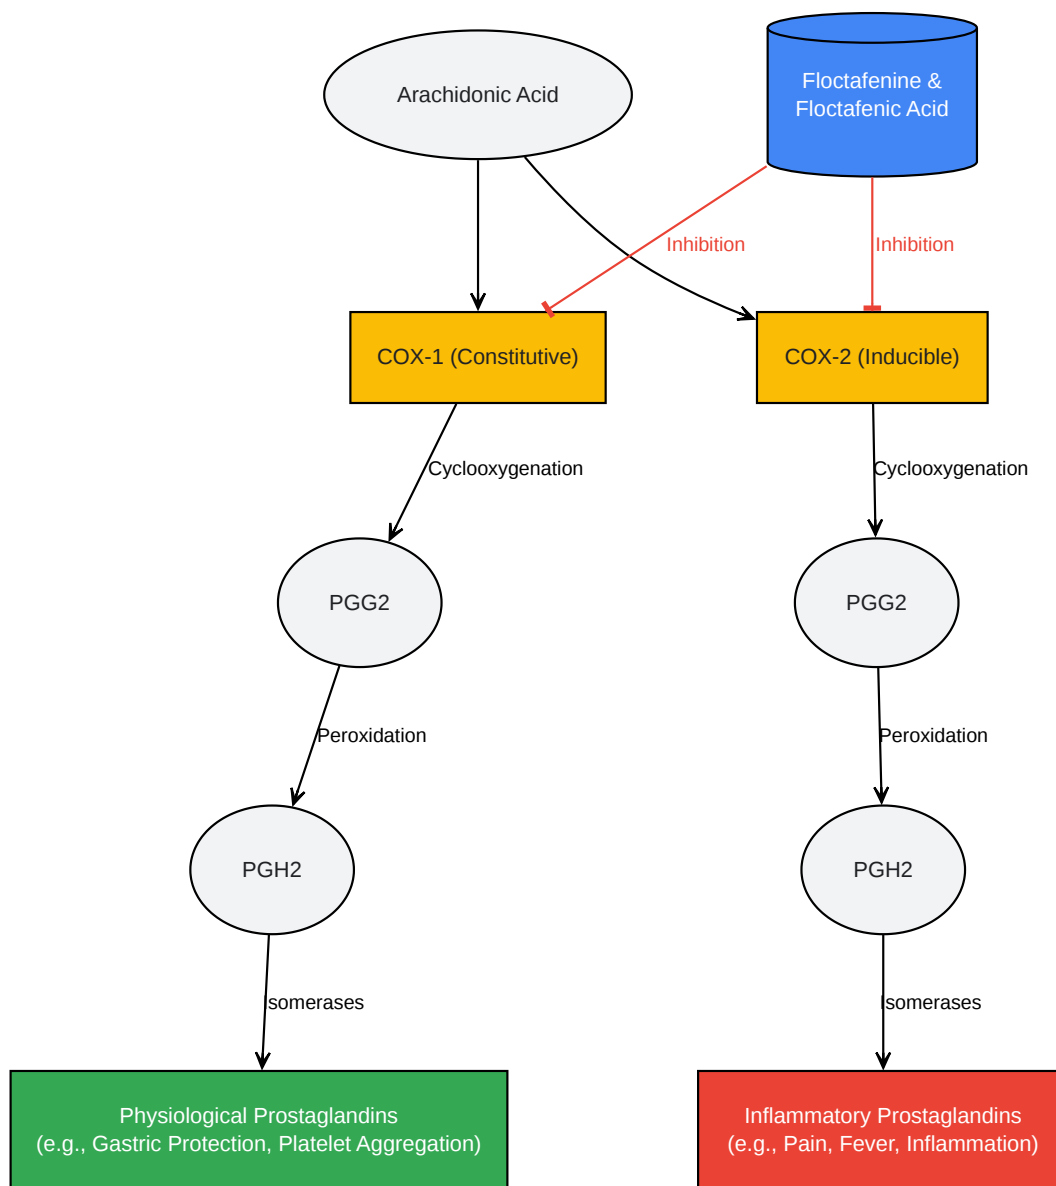 Arachidonic Acid
Floctafenine &
Floctafenic Acid
Inhibition
Inhibition
COX-1 (Constitutive)
COX-2 (Inducible)
Cyclooxygenation
Cyclooxygenation
PGG2
PGG2
Peroxidation
Peroxidation
PGH2
PGH2
Isomerases
Isomerases
Physiological Prostaglandins
(e.g., Gastric Protection, Platelet Aggregation)
Inflammatory Prostaglandins
(e.g., Pain, Fever, Inflammation)